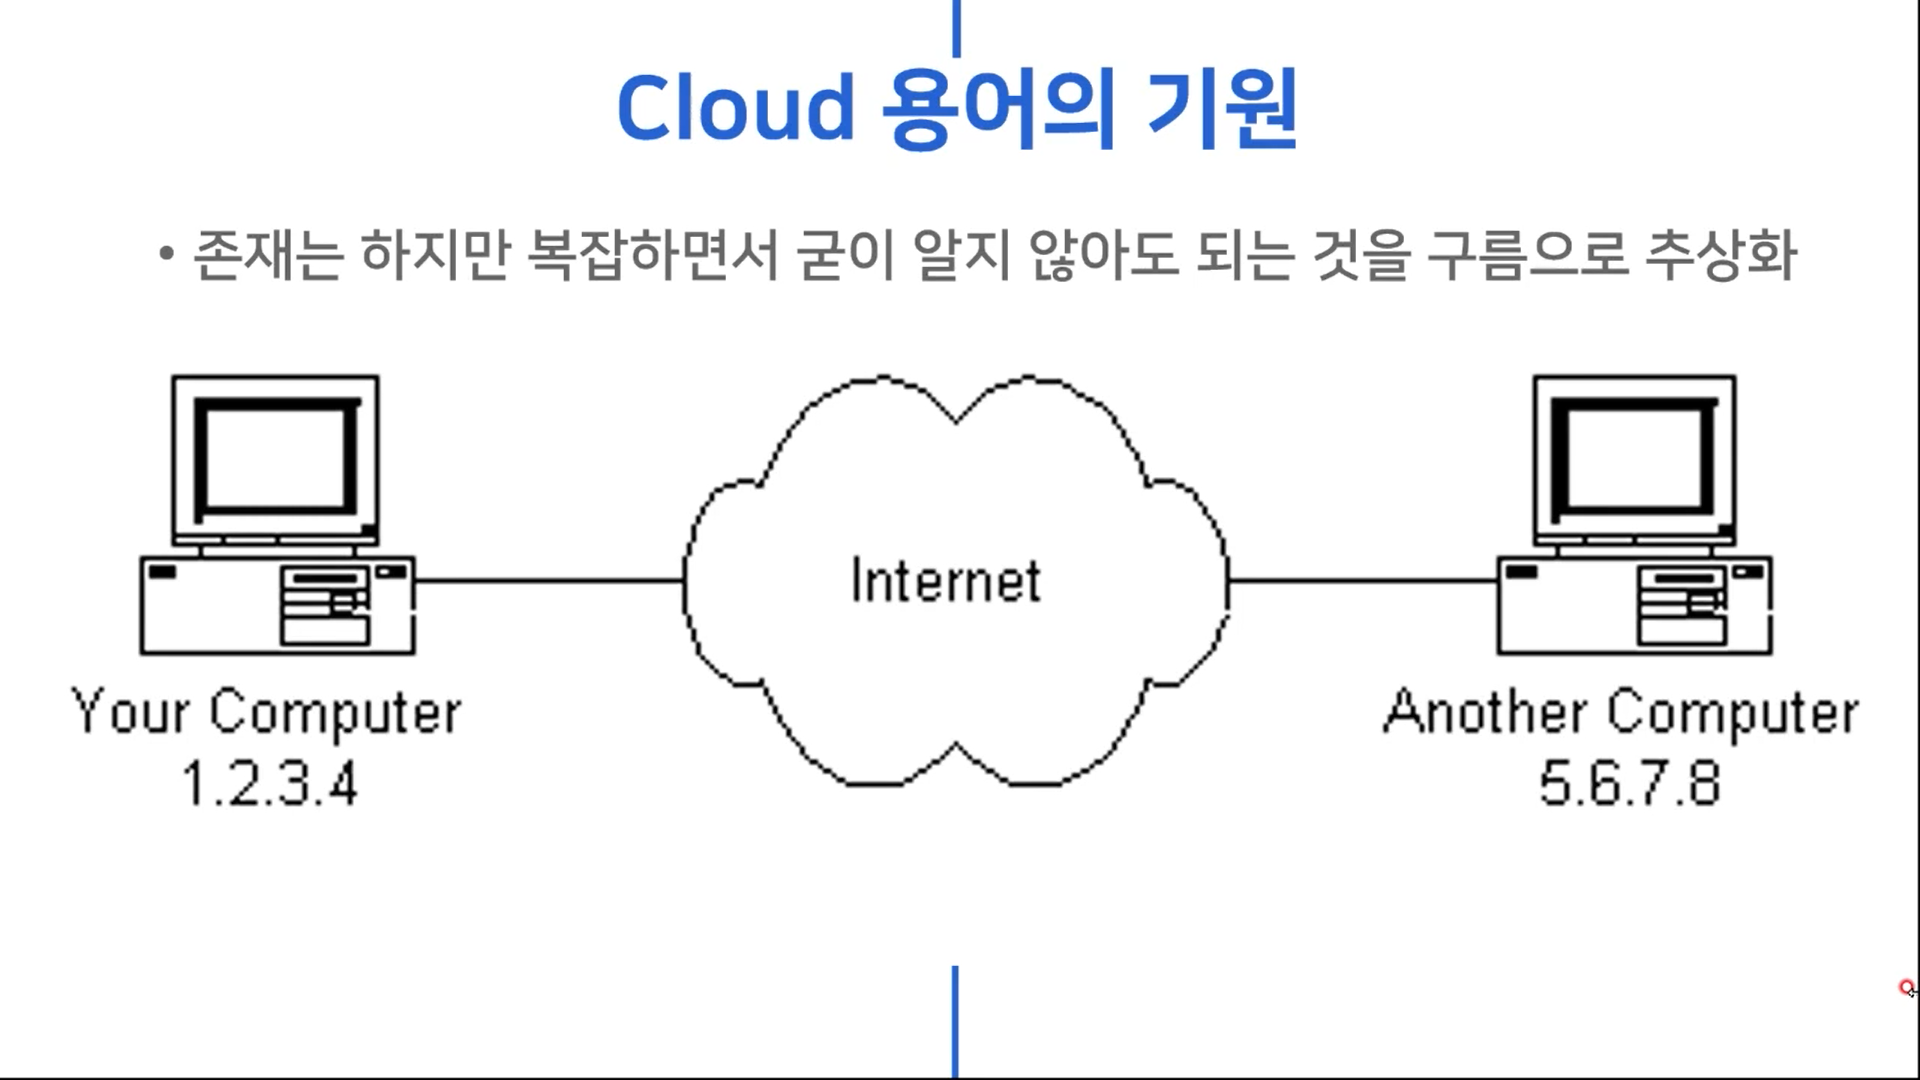 Cloud 용어의 기원
• 존재는 하지만 복잡하면서 굳이 알지 않아도 되는 것을 구름으로 추상화
Internet
Your Computer
1.2.3.4
Another Computer
5.6.7.8